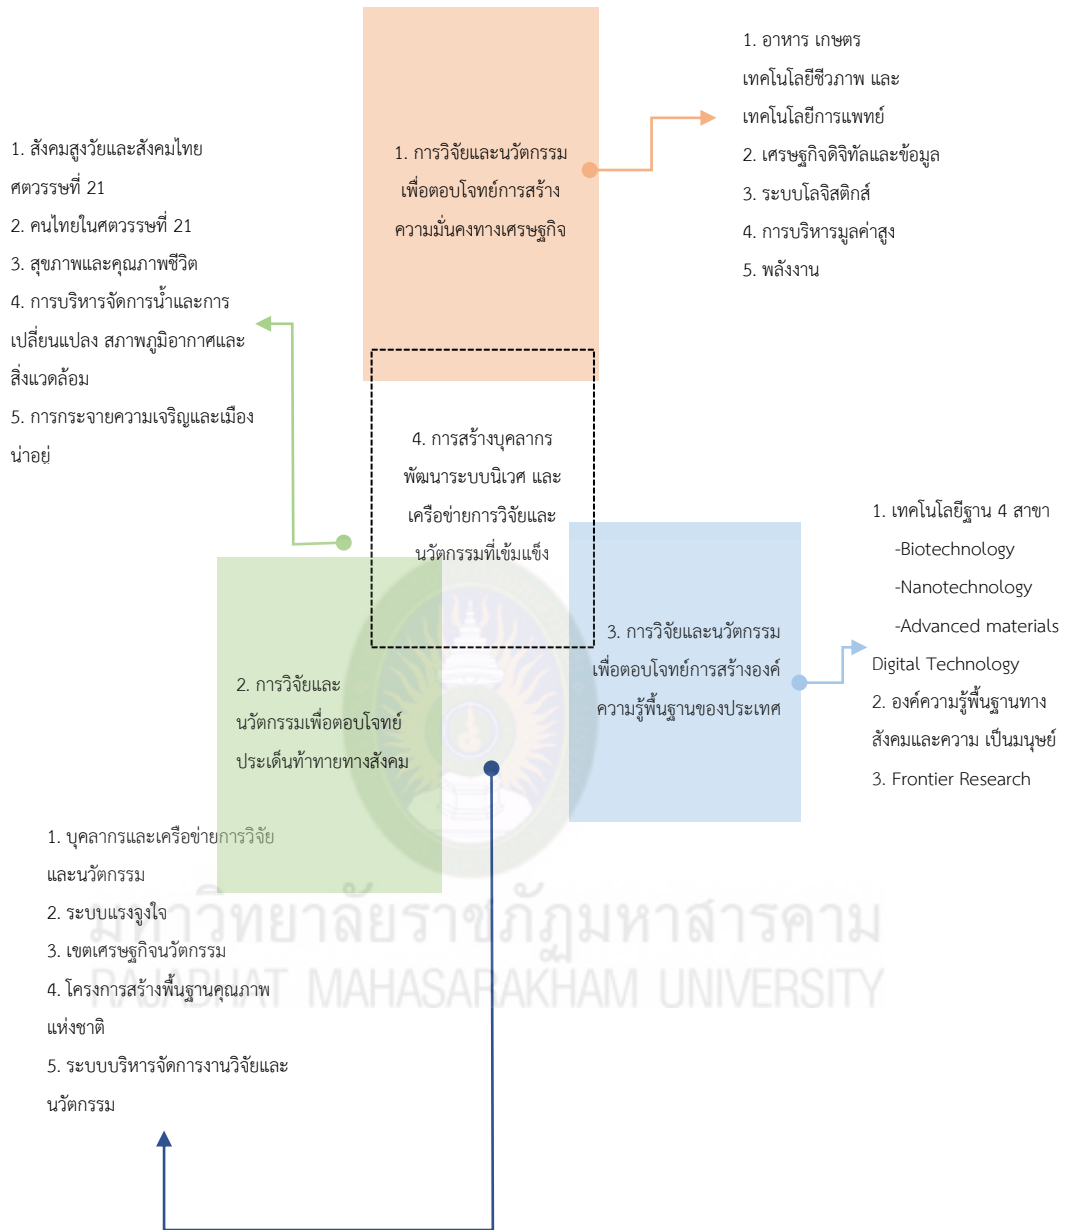 1. อาหาร เกษตร
เทคโนโลยีชีวภาพ และ
เทคโนโลยีการแพทย์
2. เศรษฐกิจดิจิทัลและข้อมูล
3. ระบบโลจิสติกส์
4. การบริหารมูลค่าสูง
5. พลังงาน
1. การวิจัยและนวัตกรรม
เพื่อตอบโจทย์การสร้าง
ความมั่นคงทางเศรษฐกิจ
1. สังคมสูงวัยและสังคมไทย
ศตวรรษที่ 21
2. คนไทยในศตวรรษที่ 21
3. สุขภาพและคุณภาพชีวิต
4. การบริหารจัดการน้ำและการ
เปลี่ยนแปลง สภาพภูมิอากาศและ
สิ่งแวดล้อม
5. การกระจายความเจริญและเมือง
น่าอยู่
4. การสร้างบุคลากร
พัฒนาระบบนิเวศ และ
เครือข่ายการวิจัยและ
นวัตกรรมที่เข้มแข็ง
1. เทคโนโลยีฐาน 4 สาขา
-Biotechnology
-Nanotechnology
-Advanced materials
Digital Technology
2. องค์ความรู้พื้นฐานทาง
สังคมและความ เป็นมนุษย์
3. Frontier Research
3. การวิจัยและนวัตกรรม
เพื่อตอบโจทย์การสร้างองค์
ความรู้พื้นฐานของประเทศ
2. การวิจัยและ
นวัตกรรมเพื่อตอบโจทย์
ประเด็นท้าทายทางสังคม
1. บุคลากรและเครือข่ายการวิจัย
และนวัตกรรม
2. ระบบแรงจูงใจ
3. เขตเศรษฐกิจนวัตกรรม
4. โครงการสร้างพื้นฐานคุณภาพ
แห่งชาติ
5. ระบบบริหารจัดการงานวิจัยและ
นวัตกรรม
มหาวิทยาลัยราชภัฏมหาสารคาม
RAJABHAT MAHASARAKHAM UNIVERSITY